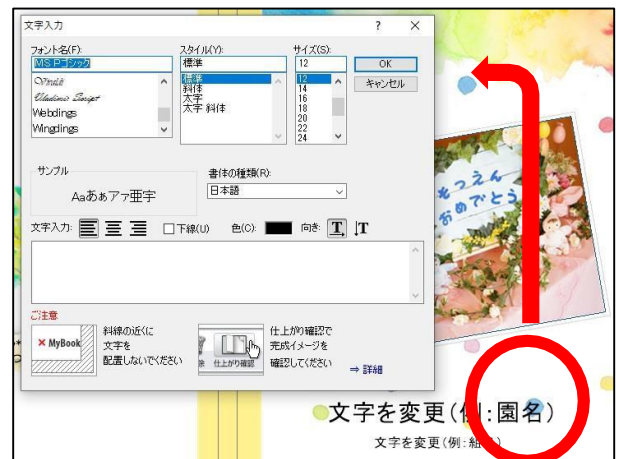 文字入力
? ×
フォント名(F):
MS Pゴシック
Vivaldi
Vladimir Script
Webdings
Wingdings
スタイル(Y):
標準
標準
斜体
太字
太字 斜体
サイズ(S):
12
12
14
16
18
20
22
24
OK
キャンセル
サンプル
Aaあぁアァ亜宇
書体の種類(R):
日本語
文字入力:
下線(U)
色(C):
向き: T ↓T
ご注意
× MyBook
斜線の近くに
文字を
配置しないでください
仕上がり確認
仕上がり確認で
完成イメージを
確認してください
⇒ 詳細
そつえん
おめでとう
文字を変更(例:園名)
文字を変更(例:組名)